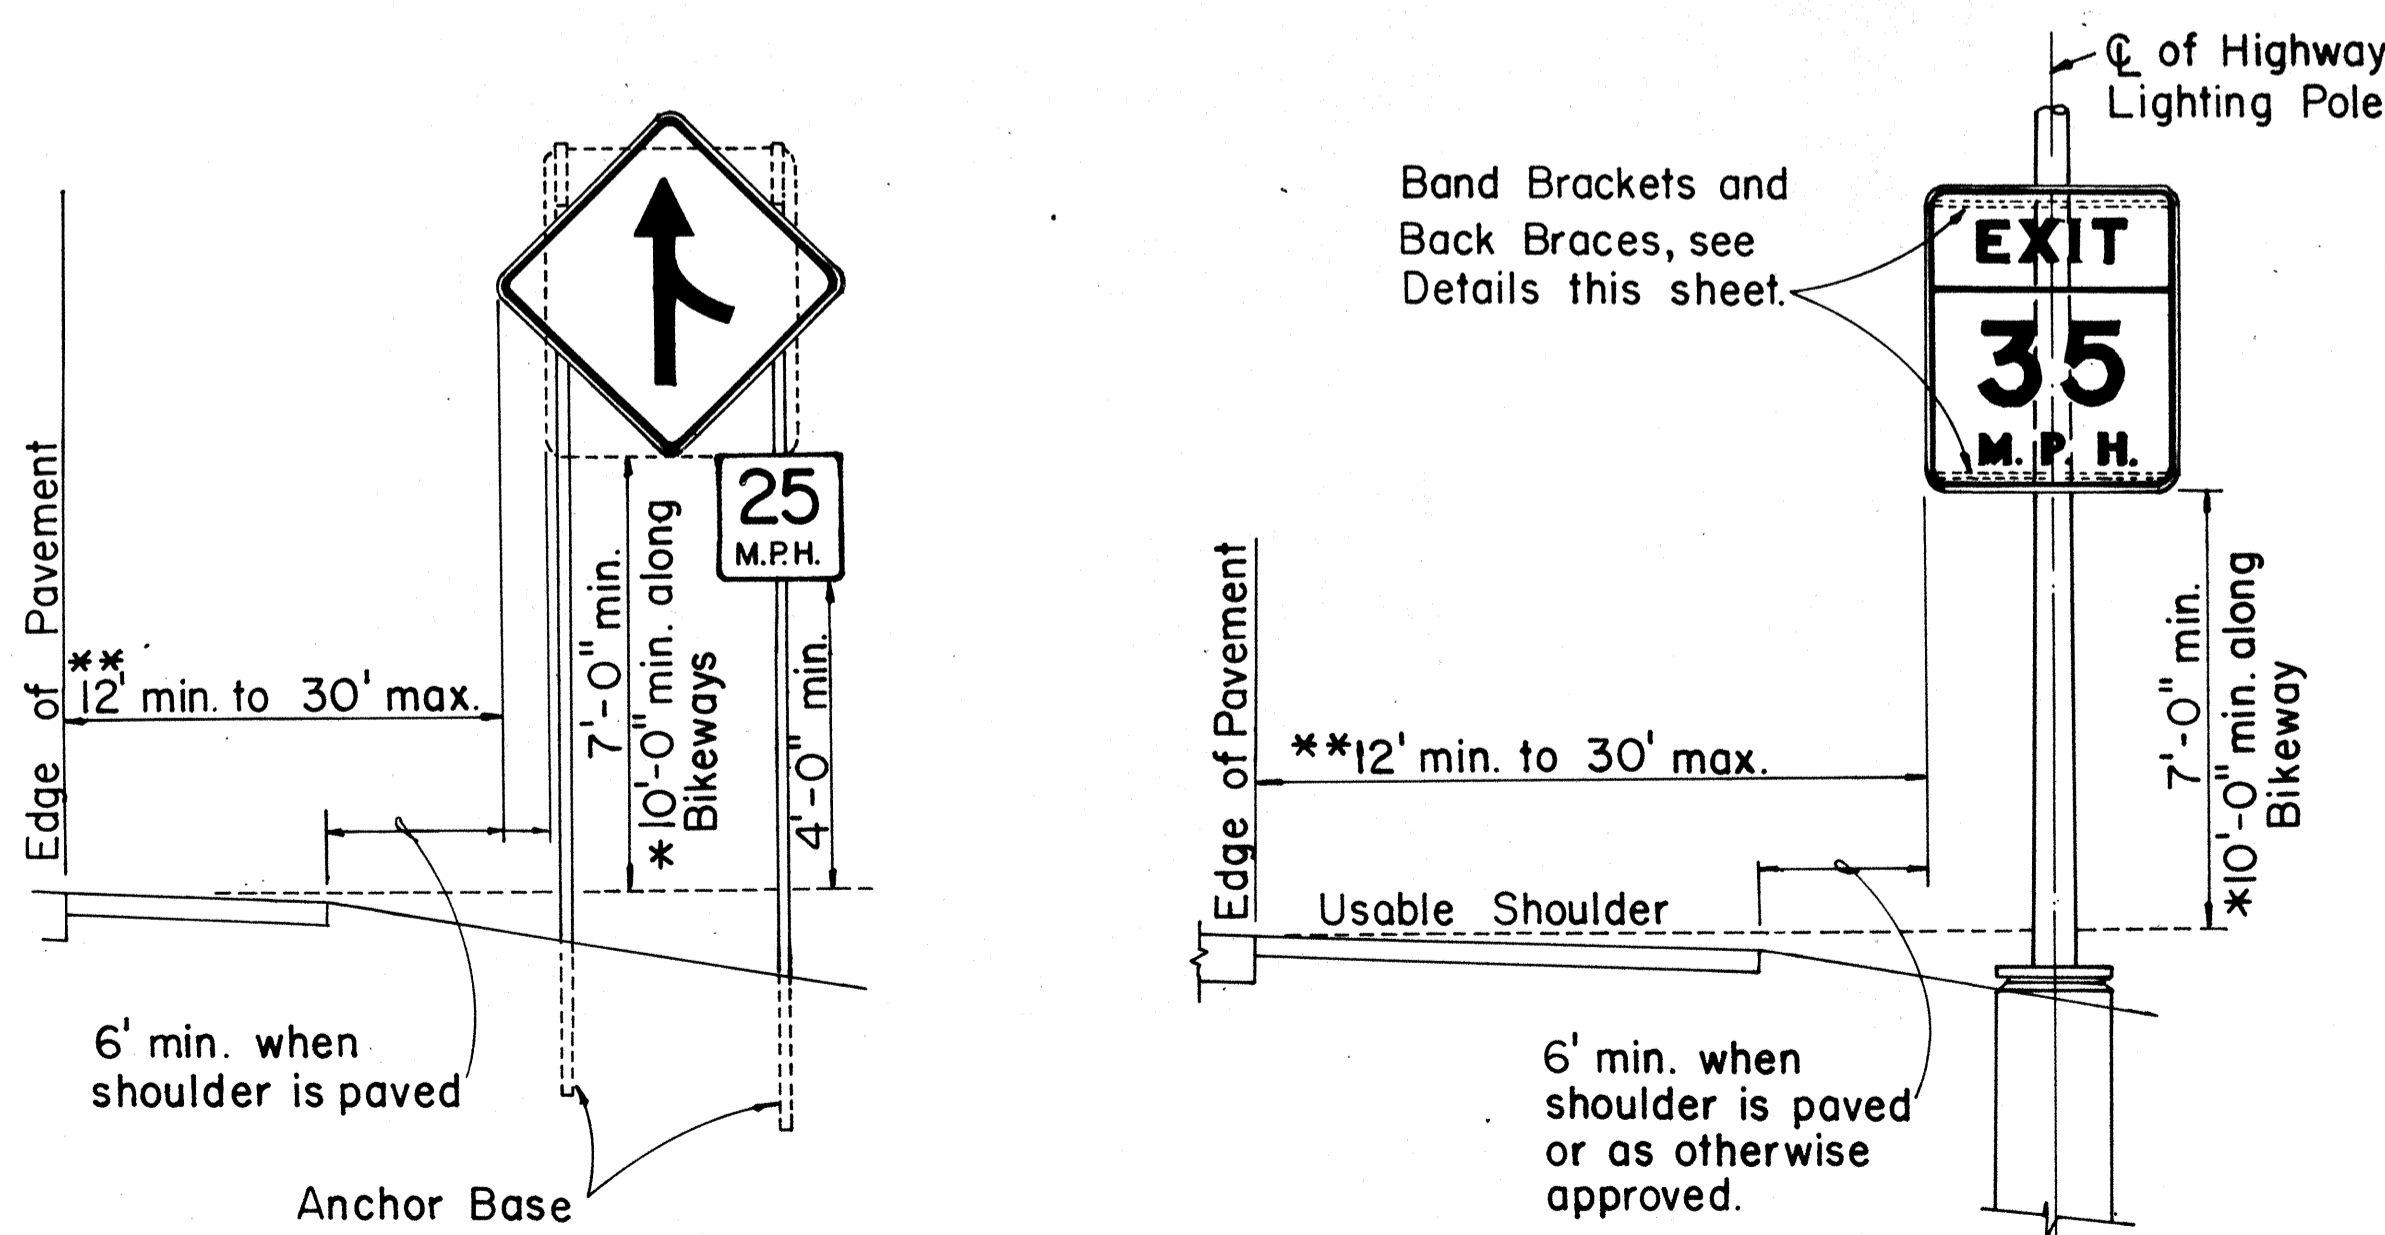 Edge of Pavement
**
12' min. to 30' max.
7'-0" min.
*10'-0" min. along
Bikeways
25
M.P.H.
4'-0" min.
6' min. when
shoulder is paved
Anchor Base
℄ of Highway
Lighting Pole
Band Brackets and
Back Braces, see
Details this sheet.
EXIT
35
M. P. H.
Edge of Pavement
**12' min. to 30' max.
Usable Shoulder
7'-0" min.
*10'-0" min. along
Bikeway
6' min. when
shoulder is paved
or as otherwise
approved.